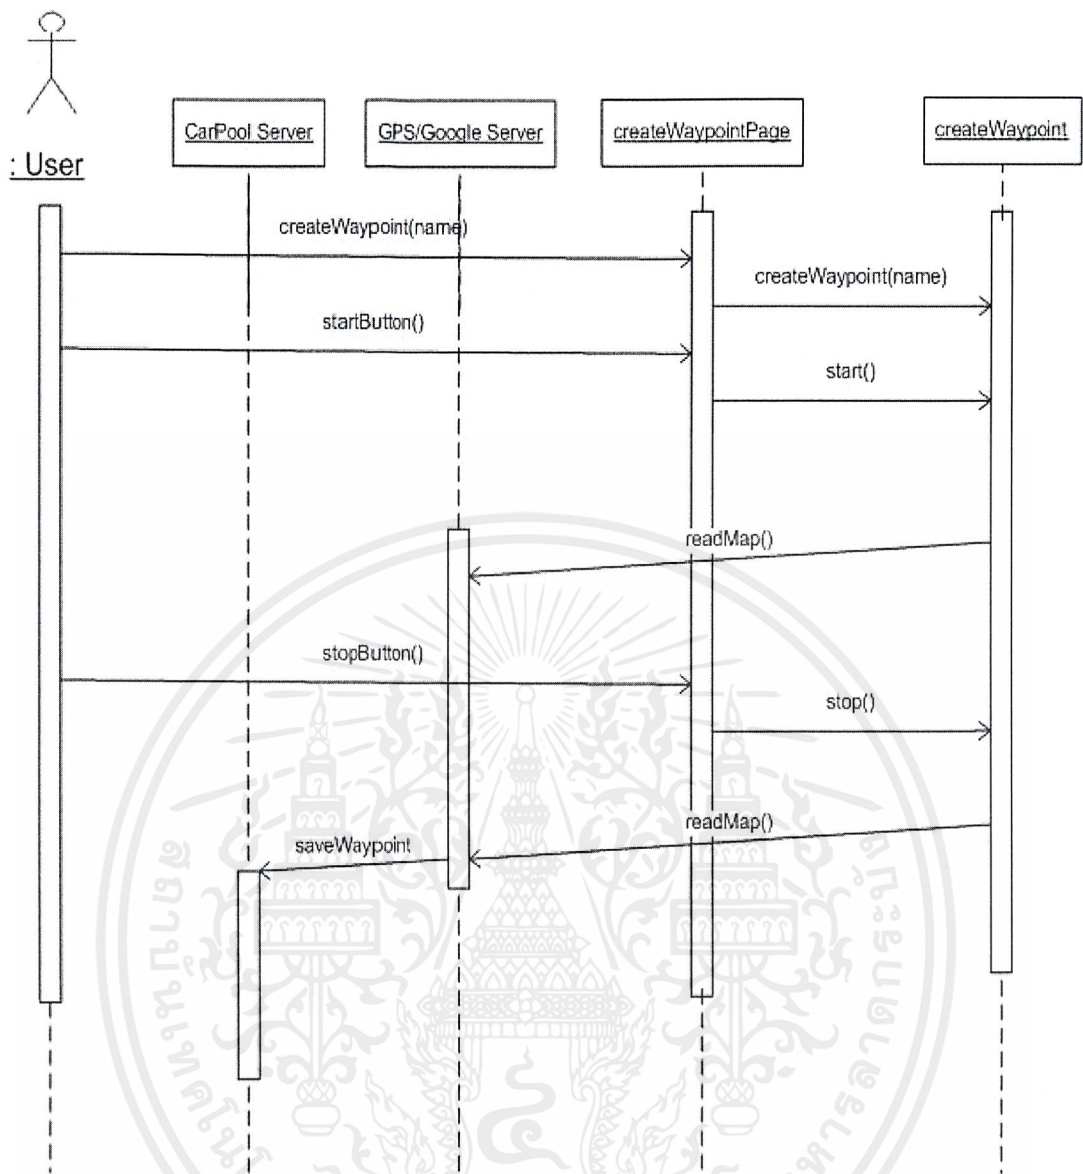 : User
CarPool Server
GPS/Google Server
createWaypointPage
createWaypoint
createWaypoint(name)
createWaypoint(name)
startButton()
start()
readMap()
stopButton()
stop()
readMap()
saveWaypoint